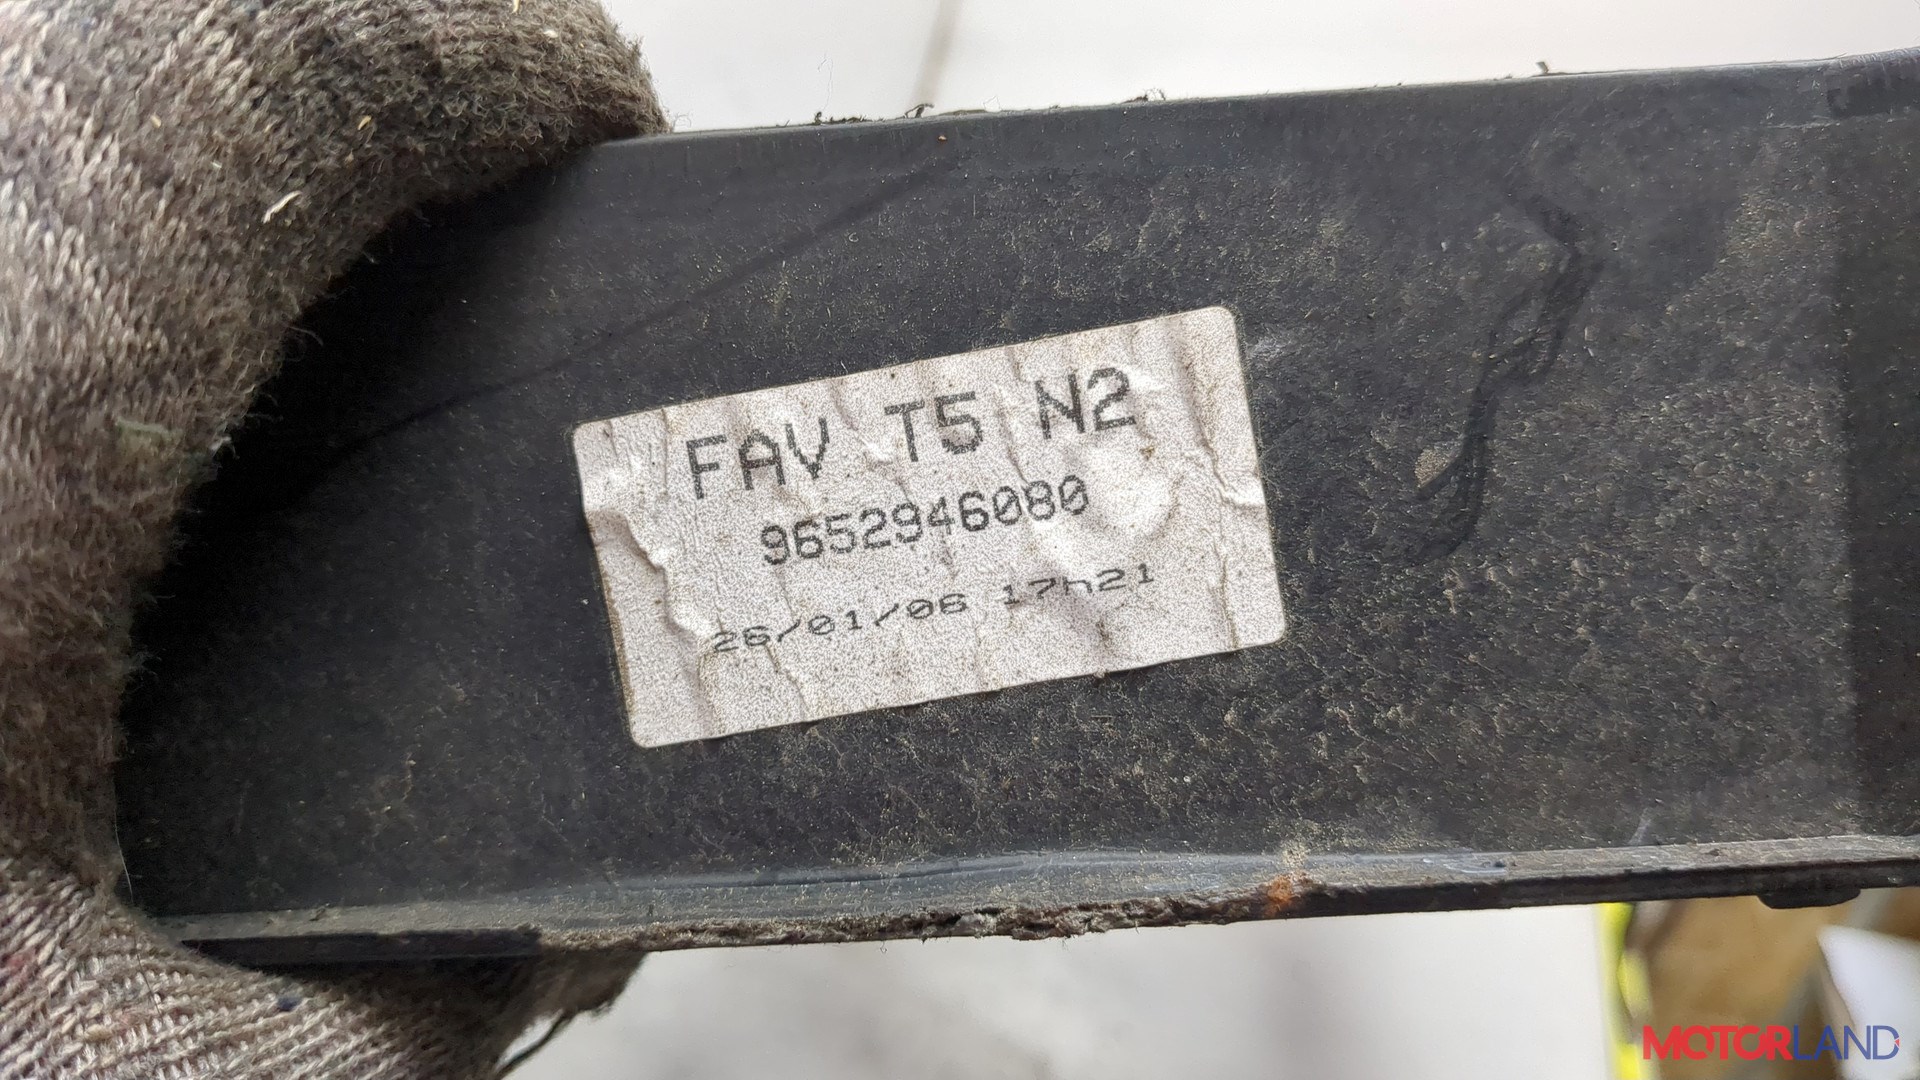 FAV T5 N2
9652946080
26/01/06 17h21
MOTORLAND